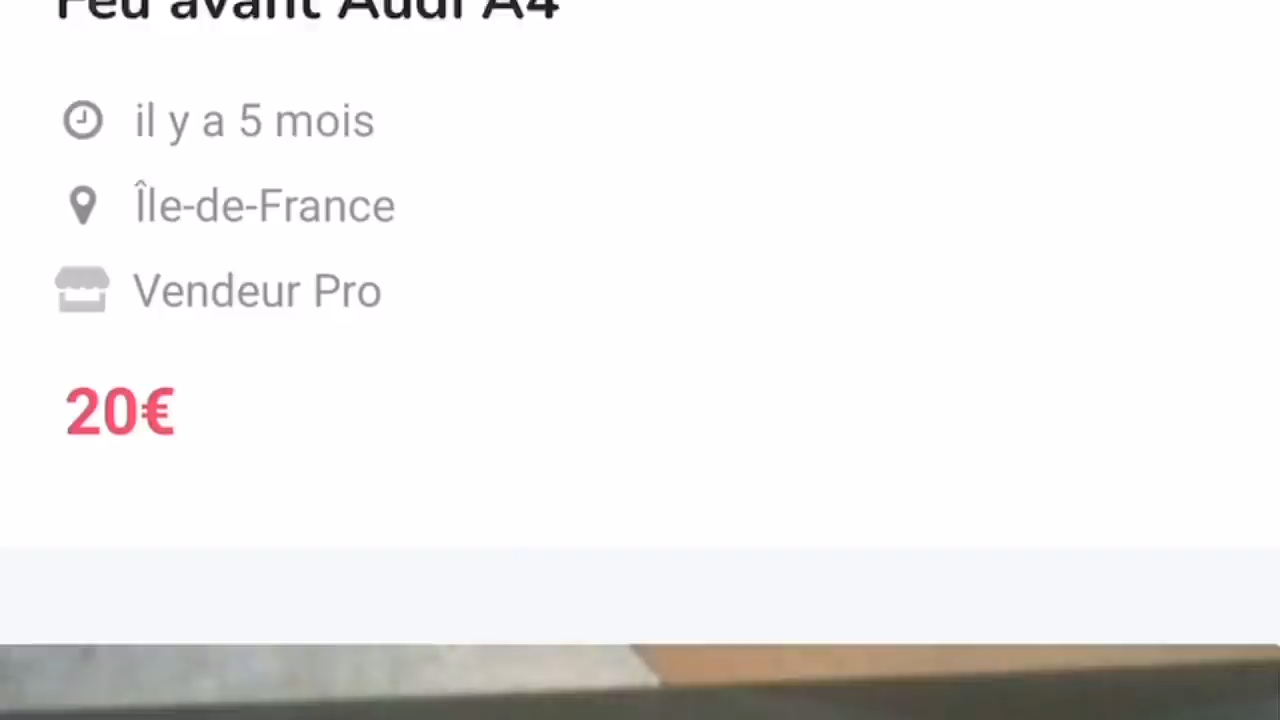 Feu avant Audi A4
il y a 5 mois
Île-de-France
Vendeur Pro
20€